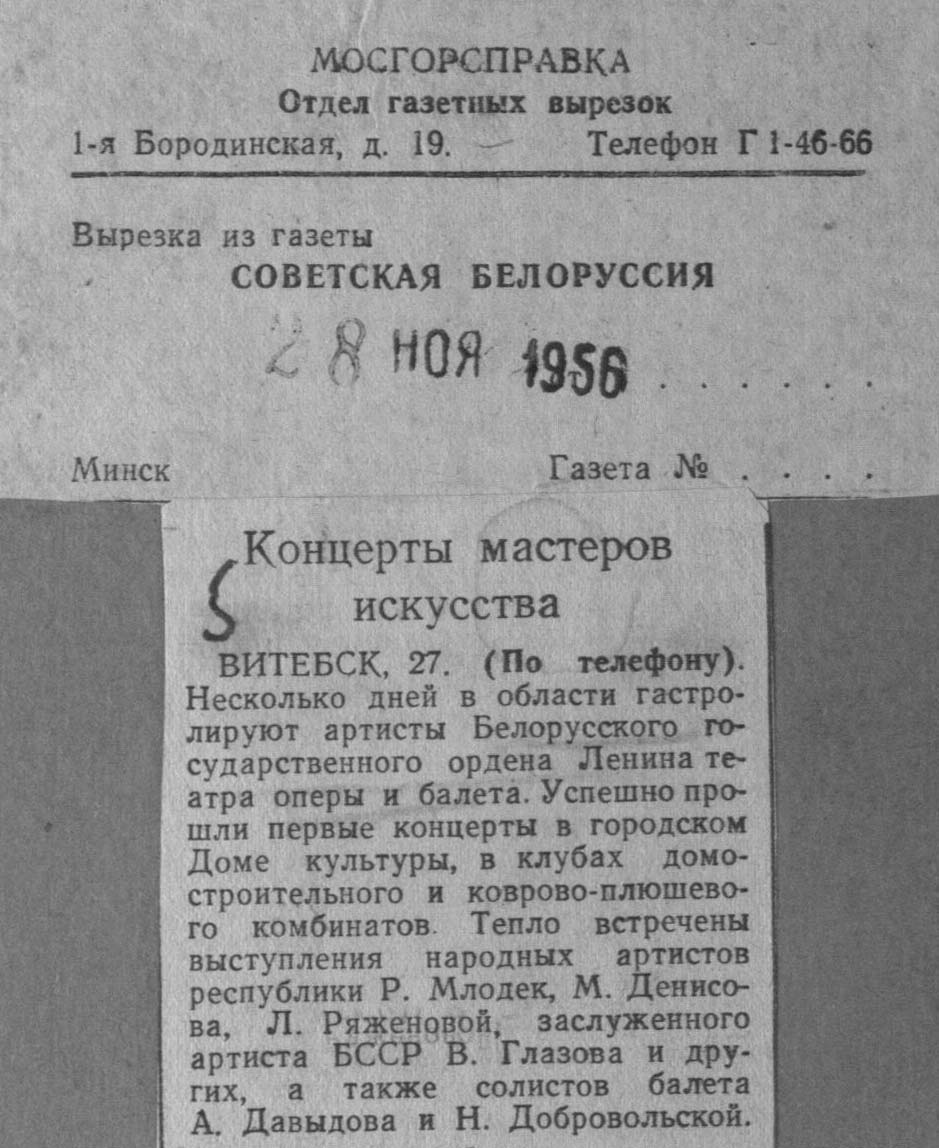 МОСГОРСПРАВКА
Отдел газетных вырезок
1-я Бородинская, д. 19. Телефон Г 1-46-66
Вырезка из газеты
СОВЕТСКАЯ БЕЛОРУССИЯ
28 НОЯ 1956 . . . . . . .
Минск Газета № . . . .
Концерты мастеров
искусства
ВИТЕБСК, 27. (По телефону).
Несколько дней в области гастро-
лируют артисты Белорусского го-
сударственного ордена Ленина те-
атра оперы и балета. Успешно про-
шли первые концерты в городском
Доме культуры, в клубах домо-
строительного и коврово-плюшево-
го комбинатов. Тепло встречены
выступления народных артистов
республики Р. Млодек, М. Денисо-
ва, Л. Ряженовой, заслуженного
артиста БССР В. Глазова и дру-
гих, а также солистов балета
А. Давыдова и Н. Добровольской.